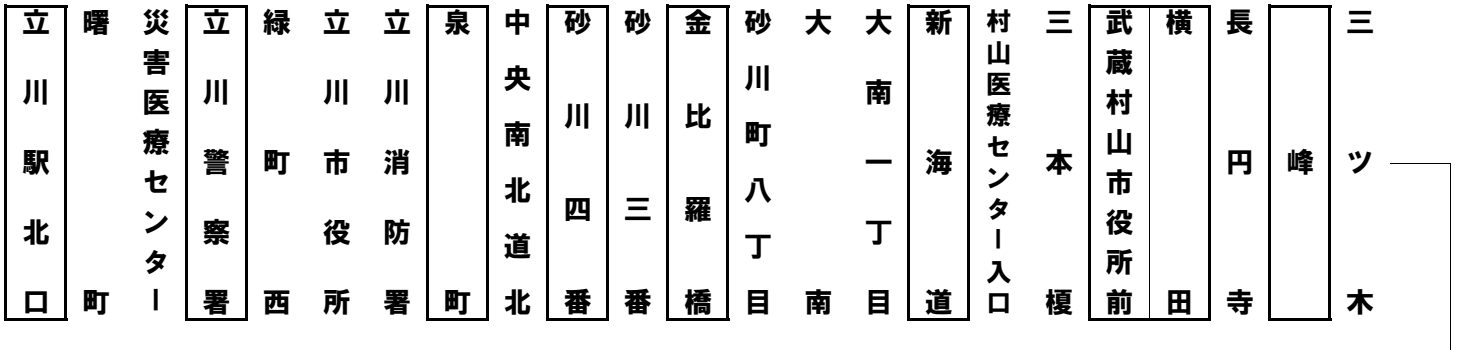 立川駅北口
曙町
災害医療センター
立川警察署
緑町西
立川市役所
立川消防署
泉町
中央南北道北
砂川四番
砂川三番
金比羅橋
砂川町八丁目
大南
大南一丁目
新海道
村山医療センター入口
三本榎
武蔵村山市役所前
横田
長円寺
峰
三ツ木